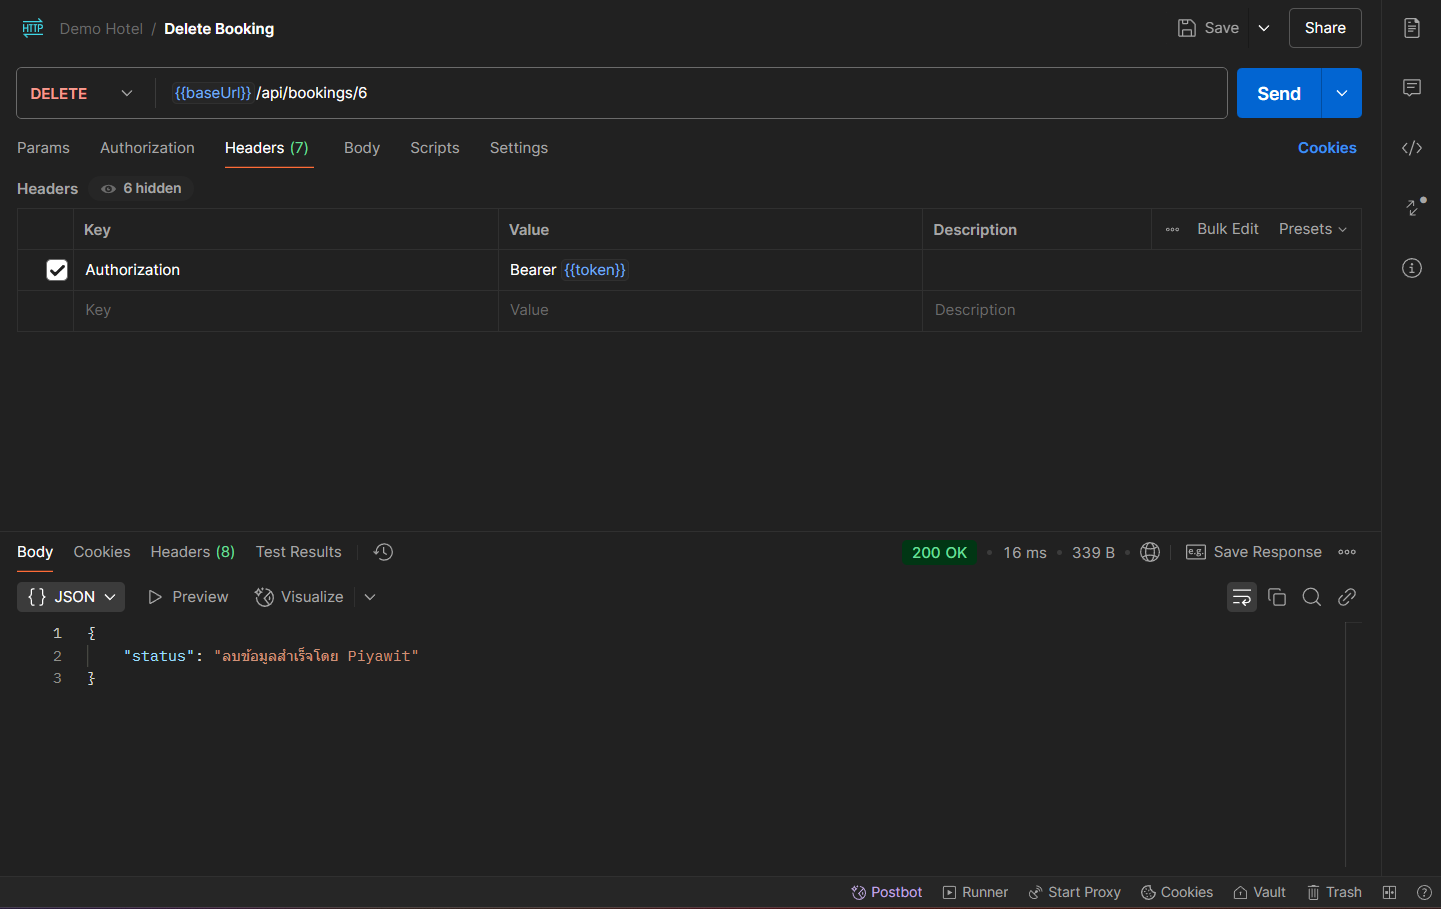 HTTP Demo Hotel / Delete Booking Save Share
DELETE {{baseUrl}} /api/bookings/6 Send
Params Authorization Headers (7) Body Scripts Settings Cookies
Headers 6 hidden
Key Value Description Bulk Edit Presets
Authorization Bearer {{token}}
Key Value Description
Body Cookies Headers (8) Test Results 200 OK • 16 ms • 339 B • e.g. Save Response
{} JSON Preview Visualize
1 {
2 "status": "ลบข้อมูลสำเร็จโดย Piyawit"
3 }
Postbot Runner Start Proxy Cookies Vault Trash